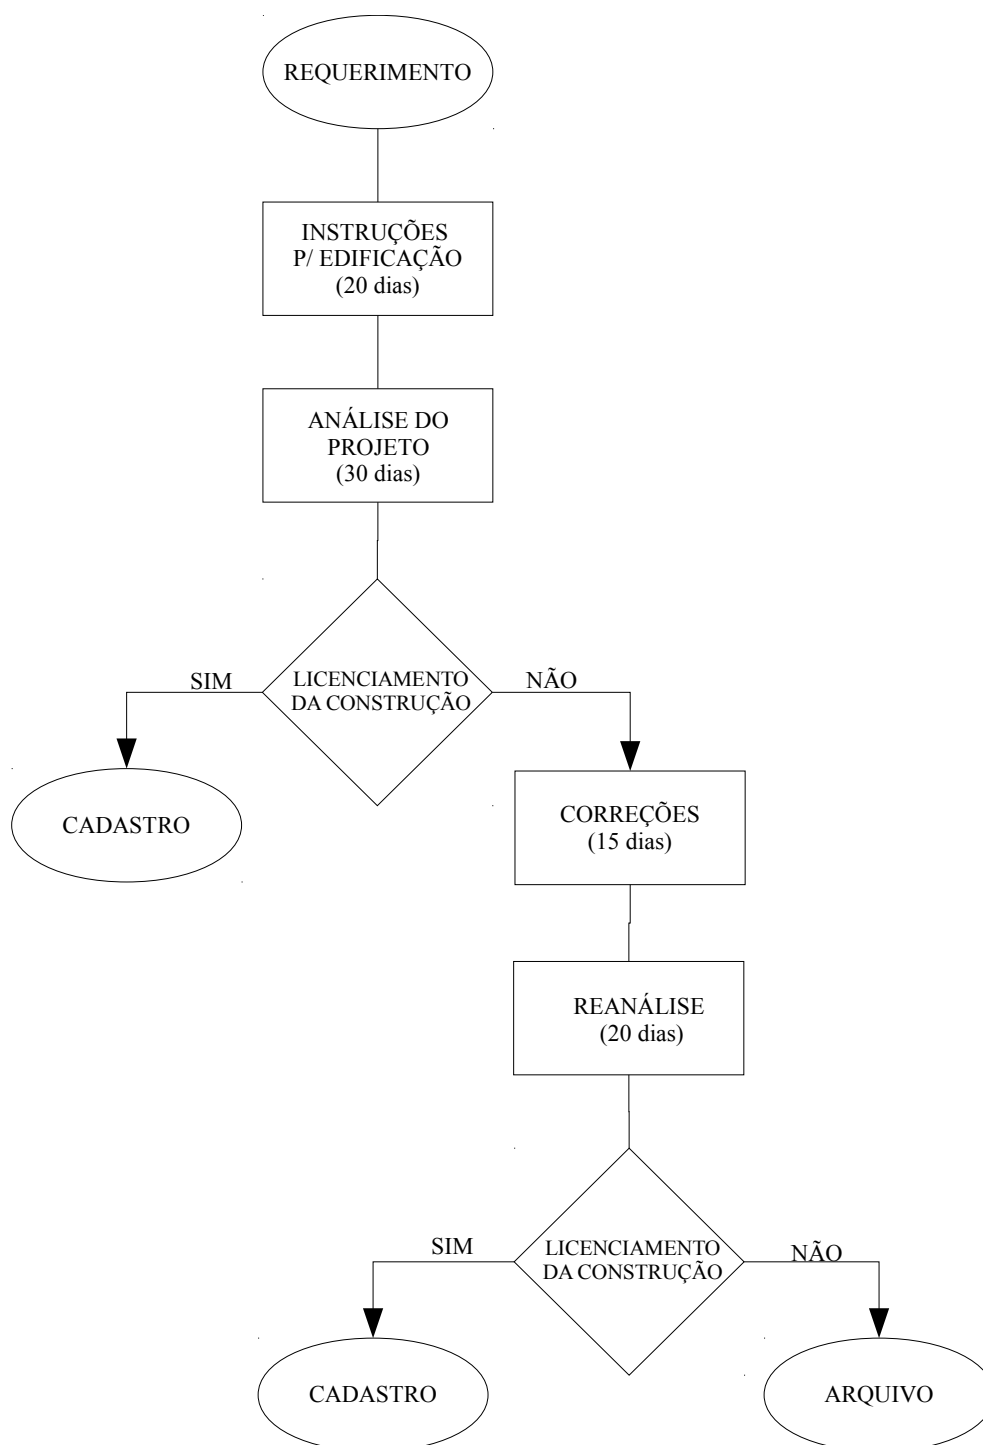 REQUERIMENTO
INSTRUÇÕES
P/ EDIFICAÇÃO
(20 dias)
ANÁLISE DO
PROJETO
(30 dias)
LICENCIAMENTO
DA CONSTRUÇÃO
SIM
NÃO
CADASTRO
CORREÇÕES
(15 dias)
REANÁLISE
(20 dias)
LICENCIAMENTO
DA CONSTRUÇÃO
SIM
NÃO
CADASTRO
ARQUIVO